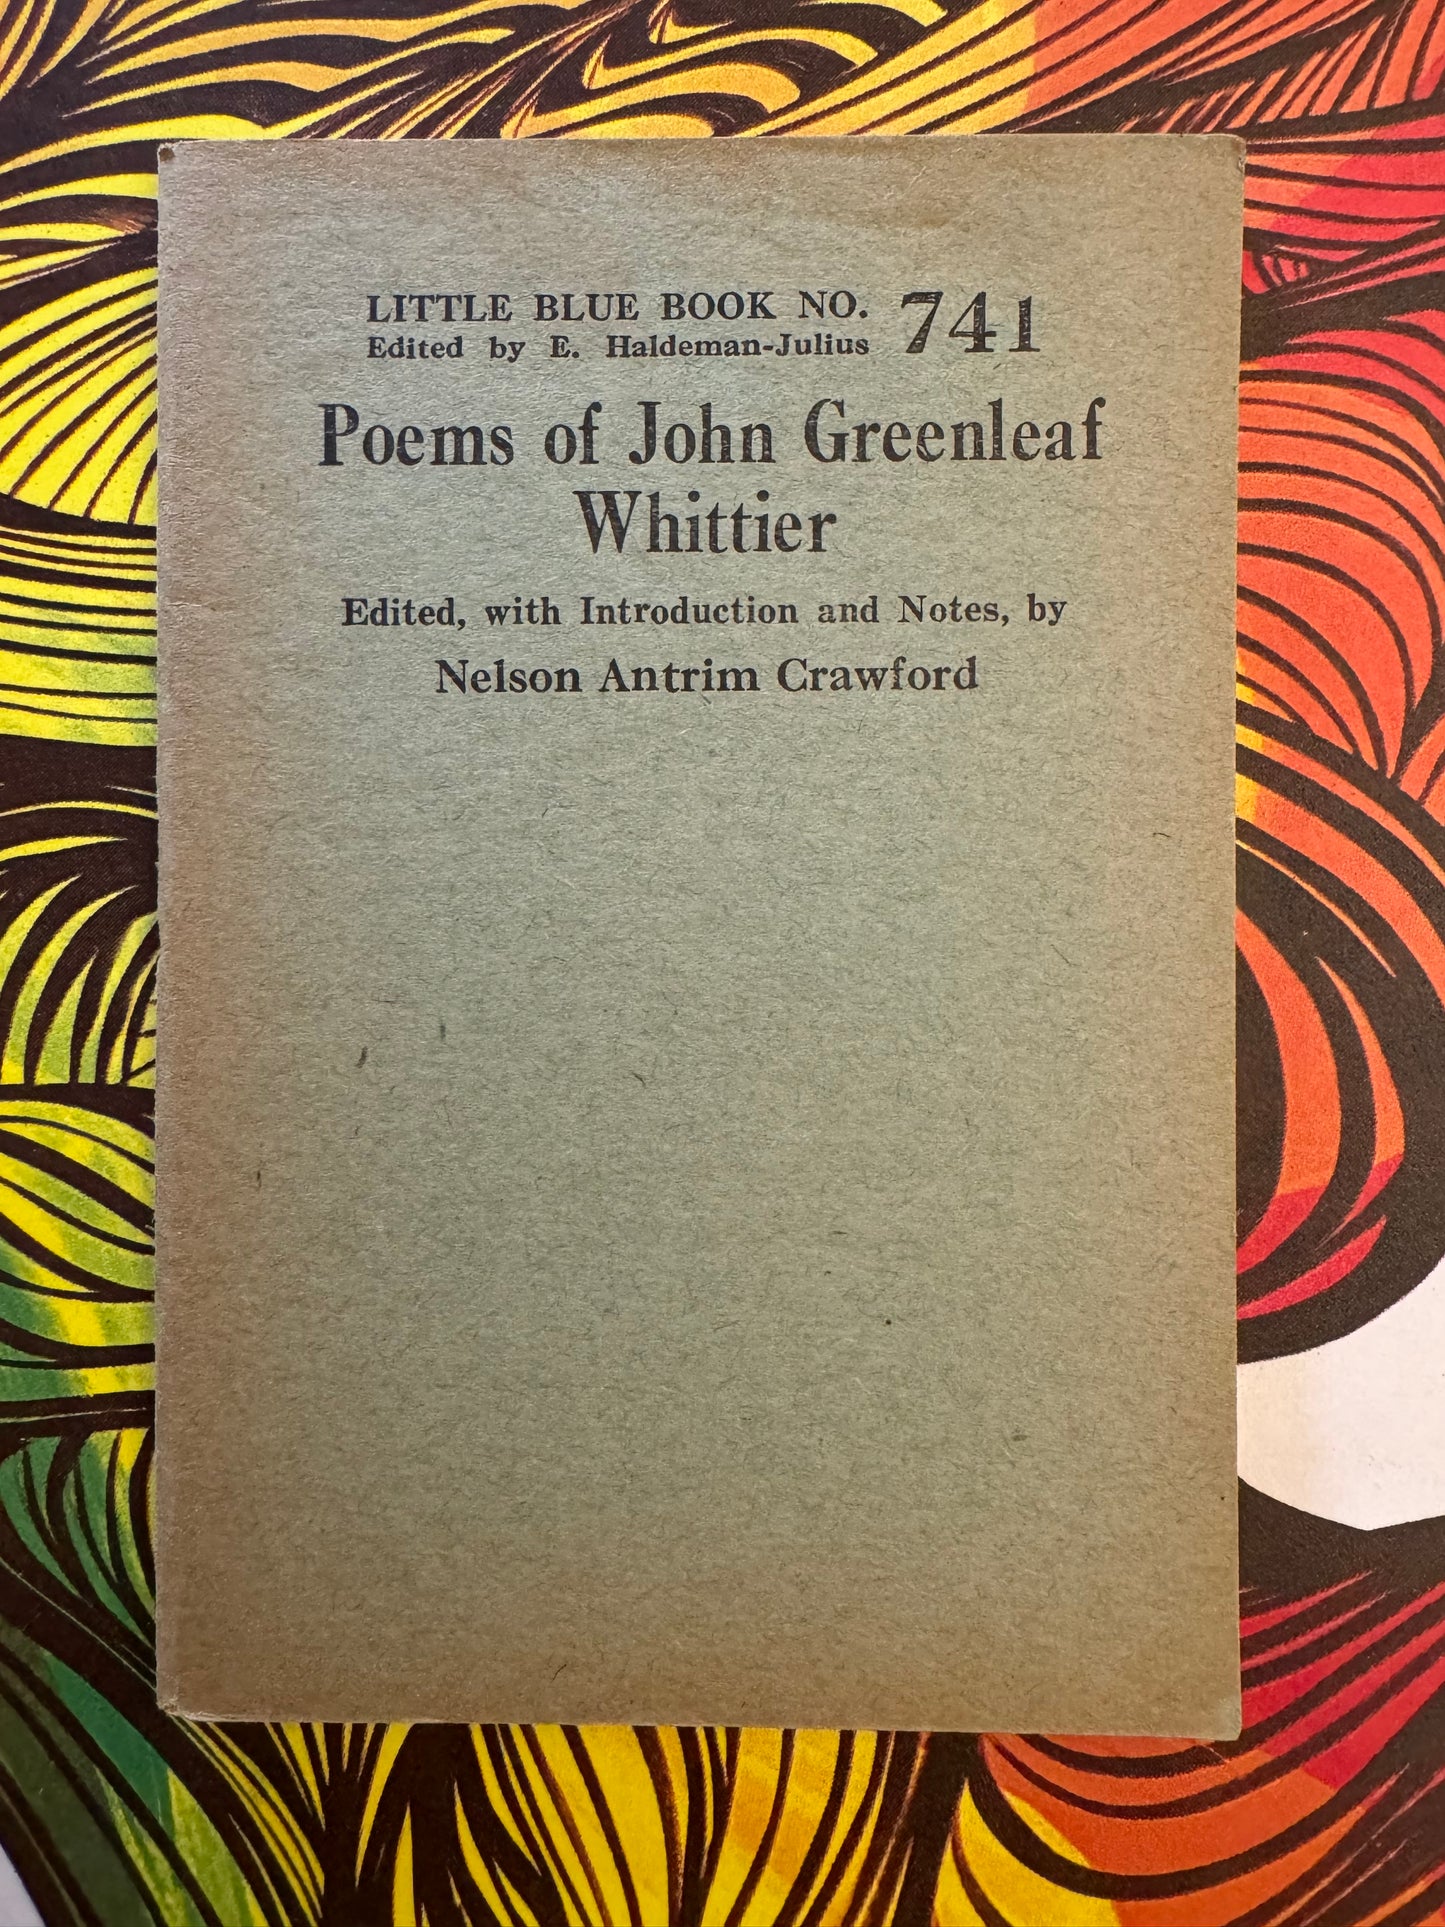 LITTLE BLUE BOOK NO. 741
Edited by E. Haldeman-Julius
Poems of John Greenleaf
Whittier
Edited, with Introduction and Notes, by
Nelson Antrim Crawford